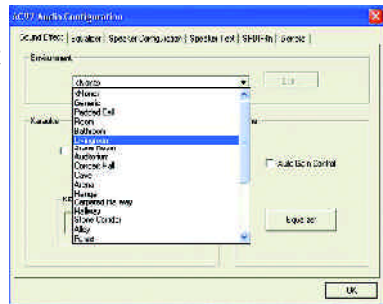 AC97 Audio Configuration
Sound Effect | Equalizer | Speaker Configuration | Speaker Test | S/PDIF-In | General
Environment
<None>
<None>
Generic
Padded Cell
Room
Bathroom
Livingroom
Stone Room
Auditorium
Concert Hall
Cave
Arena
Hangar
Carpeted Hallway
Hallway
Stone Corridor
Alley
Forest
Karaoke
Auto Gain Control
Equalizer
OK